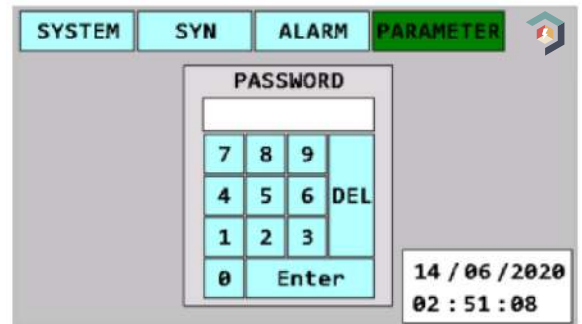 SYSTEM SYN ALARM PARAMETER
PASSWORD
7 8 9
4 5 6 DEL
1 2 3
0 Enter
14/06/2020
02:51:08